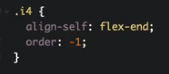 .i4 {
align-self: flex-end;
order: -1;
}